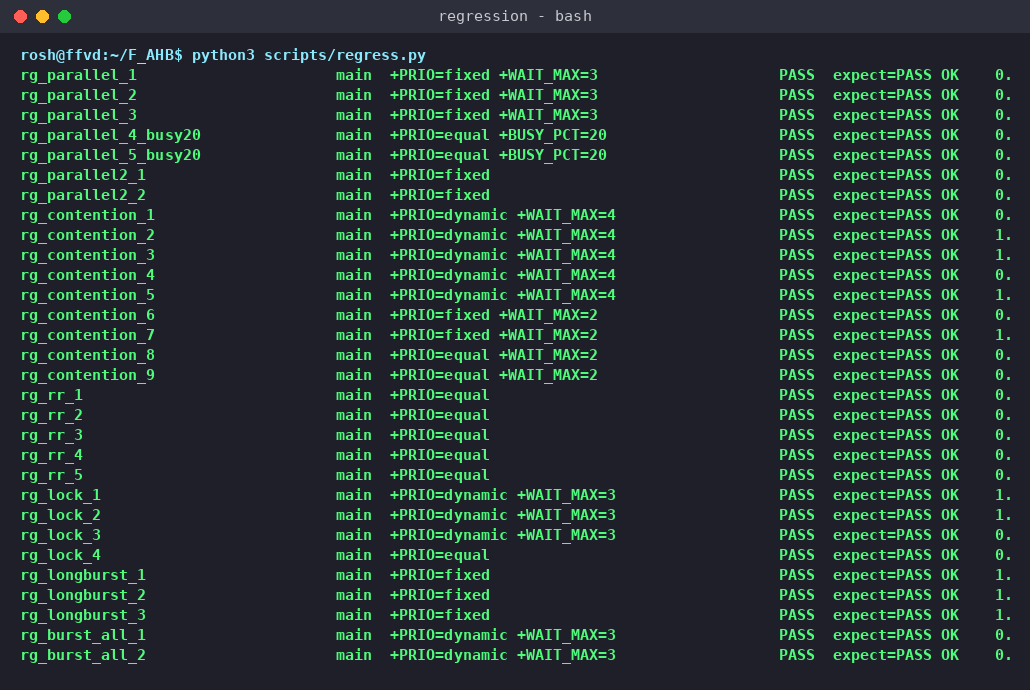 regression - bash
rosh@ffvd:~/F_AHB$ python3 scripts/regress.py
rg_parallel_1 main +PRIO=fixed +WAIT_MAX=3 PASS expect=PASS OK 0.
rg_parallel_2 main +PRIO=fixed +WAIT_MAX=3 PASS expect=PASS OK 0.
rg_parallel_3 main +PRIO=fixed +WAIT_MAX=3 PASS expect=PASS OK 0.
rg_parallel_4_busy20 main +PRIO=equal +BUSY_PCT=20 PASS expect=PASS OK 0.
rg_parallel_5_busy20 main +PRIO=equal +BUSY_PCT=20 PASS expect=PASS OK 0.
rg_parallel2_1 main +PRIO=fixed PASS expect=PASS OK 0.
rg_parallel2_2 main +PRIO=fixed PASS expect=PASS OK 0.
rg_contention_1 main +PRIO=dynamic +WAIT_MAX=4 PASS expect=PASS OK 0.
rg_contention_2 main +PRIO=dynamic +WAIT_MAX=4 PASS expect=PASS OK 1.
rg_contention_3 main +PRIO=dynamic +WAIT_MAX=4 PASS expect=PASS OK 1.
rg_contention_4 main +PRIO=dynamic +WAIT_MAX=4 PASS expect=PASS OK 0.
rg_contention_5 main +PRIO=dynamic +WAIT_MAX=4 PASS expect=PASS OK 1.
rg_contention_6 main +PRIO=fixed +WAIT_MAX=2 PASS expect=PASS OK 0.
rg_contention_7 main +PRIO=fixed +WAIT_MAX=2 PASS expect=PASS OK 1.
rg_contention_8 main +PRIO=equal +WAIT_MAX=2 PASS expect=PASS OK 0.
rg_contention_9 main +PRIO=equal +WAIT_MAX=2 PASS expect=PASS OK 0.
rg_rr_1 main +PRIO=equal PASS expect=PASS OK 0.
rg_rr_2 main +PRIO=equal PASS expect=PASS OK 0.
rg_rr_3 main +PRIO=equal PASS expect=PASS OK 0.
rg_rr_4 main +PRIO=equal PASS expect=PASS OK 0.
rg_rr_5 main +PRIO=equal PASS expect=PASS OK 0.
rg_lock_1 main +PRIO=dynamic +WAIT_MAX=3 PASS expect=PASS OK 1.
rg_lock_2 main +PRIO=dynamic +WAIT_MAX=3 PASS expect=PASS OK 1.
rg_lock_3 main +PRIO=dynamic +WAIT_MAX=3 PASS expect=PASS OK 0.
rg_lock_4 main +PRIO=equal PASS expect=PASS OK 0.
rg_longburst_1 main +PRIO=fixed PASS expect=PASS OK 1.
rg_longburst_2 main +PRIO=fixed PASS expect=PASS OK 1.
rg_longburst_3 main +PRIO=fixed PASS expect=PASS OK 1.
rg_burst_all_1 main +PRIO=dynamic +WAIT_MAX=3 PASS expect=PASS OK 0.
rg_burst_all_2 main +PRIO=dynamic +WAIT_MAX=3 PASS expect=PASS OK 0.